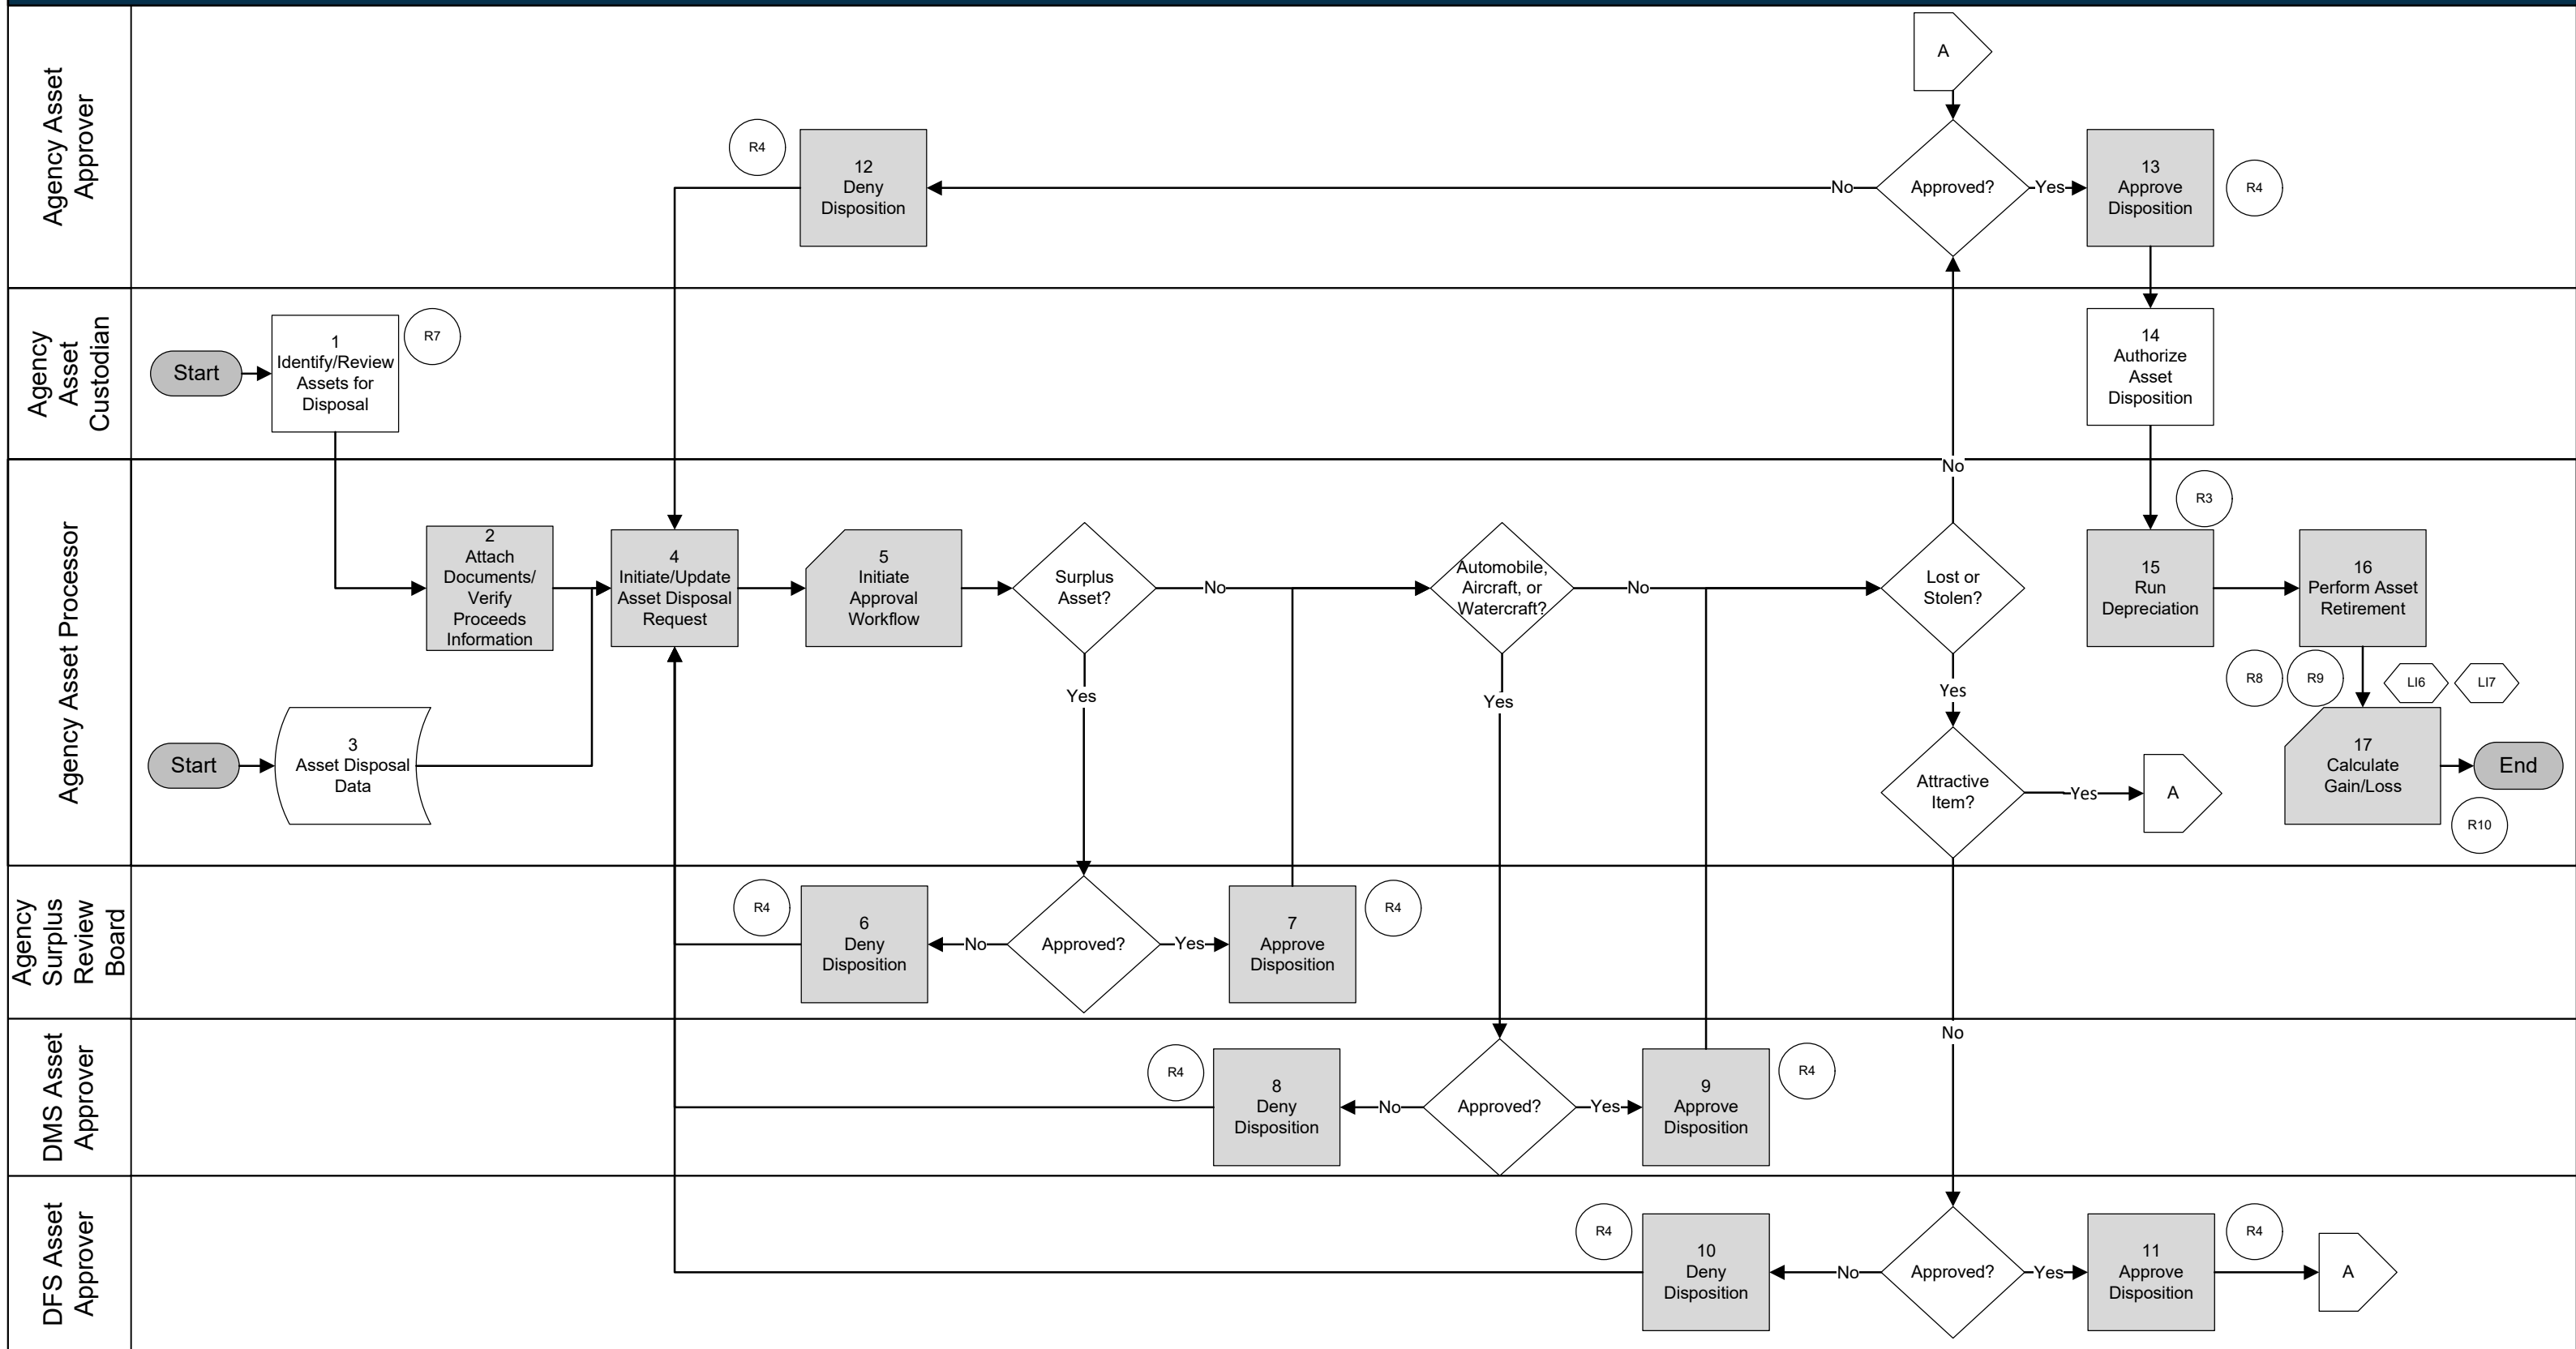 Agency Asset
Approver
A
R4
12
Deny
Disposition
No
Approved?
Yes
13
Approve
Disposition
R4
Agency
Asset
Custodian
Start
1
Identify/Review
Assets for
Disposal
R7
14
Authorize
Asset
Disposition
Agency Asset Processor
2
Attach
Documents/
Verify
Proceeds
Information
Start
3
Asset Disposal
Data
4
Initiate/Update
Asset Disposal
Request
5
Initiate
Approval
Workflow
Surplus
Asset?
No
Yes
Automobile,
Aircraft, or
Watercraft?
No
Yes
No
Lost or
Stolen?
Yes
Attractive
Item?
Yes
A
R3
15
Run
Depreciation
16
Perform Asset
Retirement
R8
R9
LI6
LI7
17
Calculate
Gain/Loss
End
R10
Agency
Surplus
Review
Board
R4
6
Deny
Disposition
No
Approved?
Yes
7
Approve
Disposition
R4
No
DMS Asset
Approver
R4
8
Deny
Disposition
No
Approved?
Yes
9
Approve
Disposition
R4
DFS Asset
Approver
R4
10
Deny
Disposition
No
Approved?
Yes
11
Approve
Disposition
R4
A